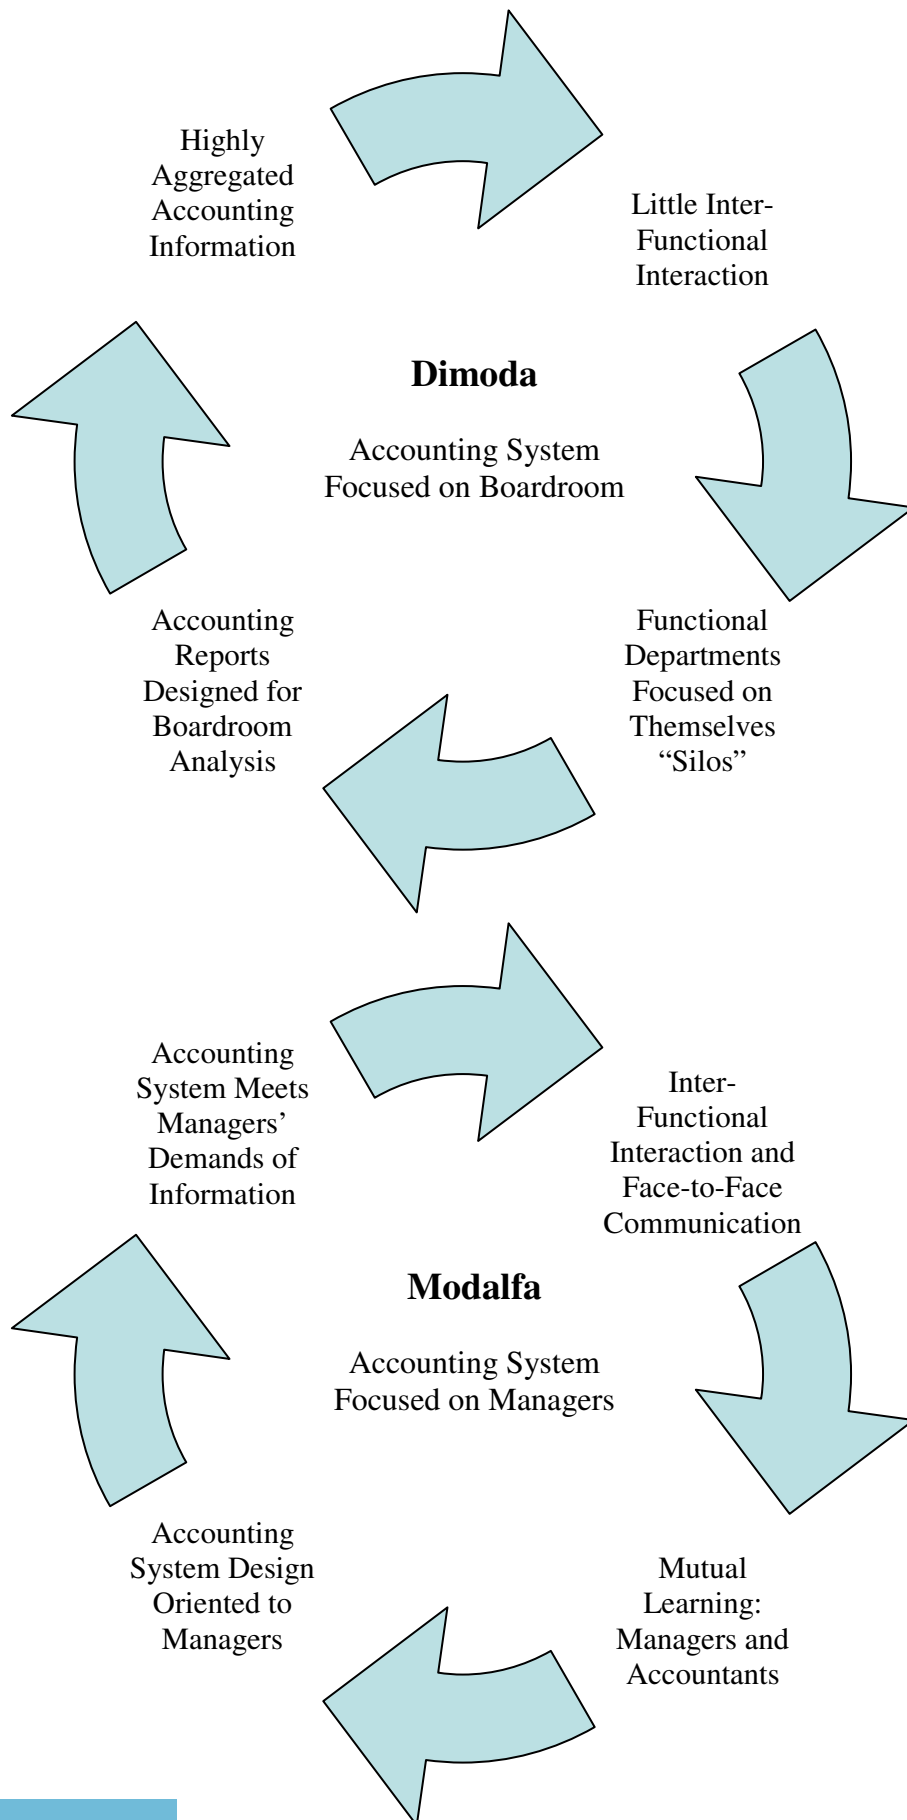 Highly
Aggregated
Accounting
Information
Little Inter-
Functional
Interaction
Dimoda
Accounting System
Focused on Boardroom
Accounting
Reports
Designed for
Boardroom
Analysis
Functional
Departments
Focused on
Themselves
“Silos”
Accounting
System Meets
Managers’
Demands of
Information
Inter-
Functional
Interaction and
Face-to-Face
Communication
Modalfa
Accounting System
Focused on Managers
Accounting
System Design
Oriented to
Managers
Mutual
Learning:
Managers and
Accountants